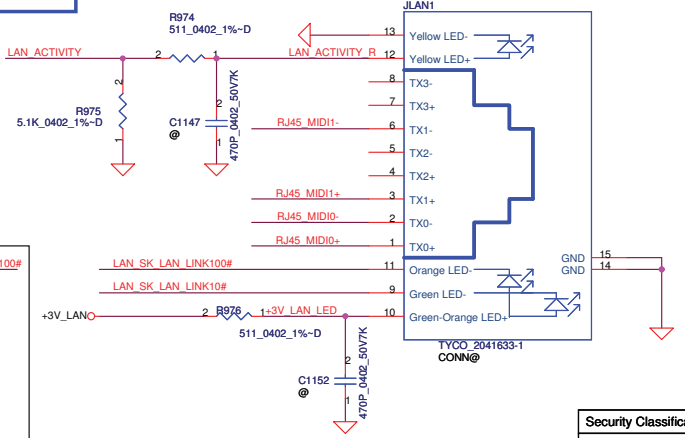 JLAN1
R974
511_0402_1%~D
13
Yellow LED-
LAN_ACTIVITY
2
1
LAN_ACTIVITY_R
12
Yellow LED+
8
TX3-
7
TX3+
2
R975
5.1K_0402_1%~D
1
2
C1147
@
1
470P_0402_50V7K
RJ45_MIDI1-
6
TX1-
5
TX2-
4
TX2+
RJ45_MIDI1+
3
TX1+
RJ45_MIDI0-
2
TX0-
RJ45_MIDI0+
1
TX0+
GND
15
GND
14
100#
LAN_SK_LAN_LINK100#
11
Orange LED-
LAN_SK_LAN_LINK10#
9
Green LED-
+3V_LAN
2
R976
1
+3V_LAN_LED
10
Green-Orange LED+
511_0402_1%~D
TYCO_2041633-1
CONN@
2
C1152
@
1
470P_0402_50V7K
Security Classifica